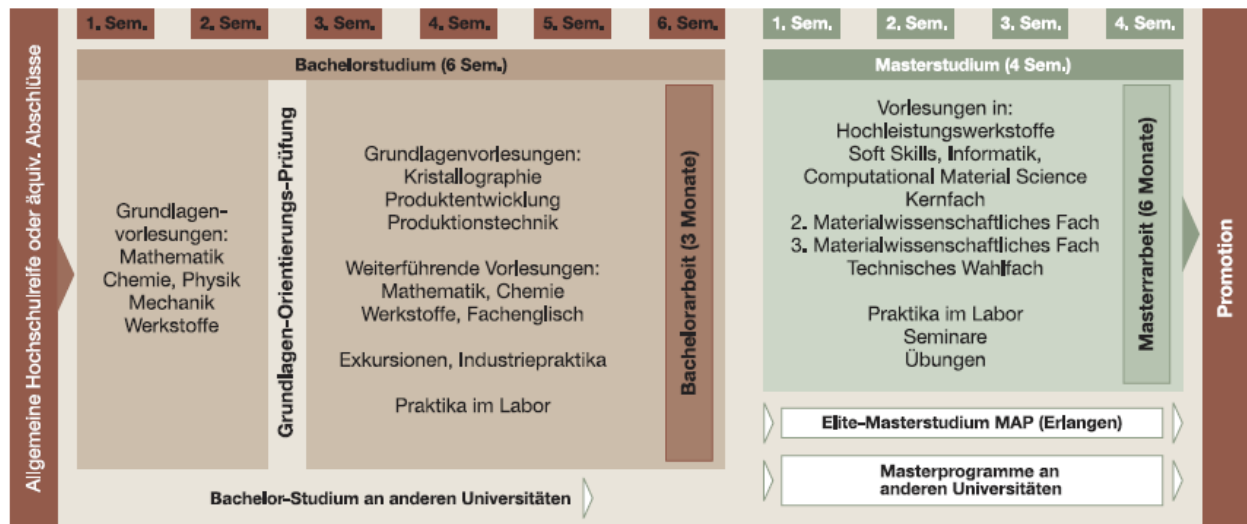 Allgemeine Hochschulreife oder äquiv. Abschlüsse
1. Sem.
2. Sem.
3. Sem.
4. Sem.
5. Sem.
6. Sem.
Bachelorstudium (6 Sem.)
Grundlagen-
vorlesungen:
Mathematik
Chemie, Physik
Mechanik
Werkstoffe
Grundlagen-Orientierungs-Prüfung
Grundlagenvorlesungen:
Kristallographie
Produktentwicklung
Produktionstechnik
Weiterführende Vorlesungen:
Mathematik, Chemie
Werkstoffe, Fachenglisch
Exkursionen, Industriepraktika
Praktika im Labor
Bachelorarbeit (3 Monate)
Bachelor-Studium an anderen Universitäten
1. Sem.
2. Sem.
3. Sem.
4. Sem.
Masterstudium (4 Sem.)
Vorlesungen in:
Hochleistungswerkstoffe
Soft Skills, Informatik,
Computational Material Science
Kernfach
2. Materialwissenschaftliches Fach
3. Materialwissenschaftliches Fach
Technisches Wahlfach
Praktika im Labor
Seminare
Übungen
Masterrarbeit (6 Monate)
Elite-Masterstudium MAP (Erlangen)
Masterprogramme an
anderen Universitäten
Promotion